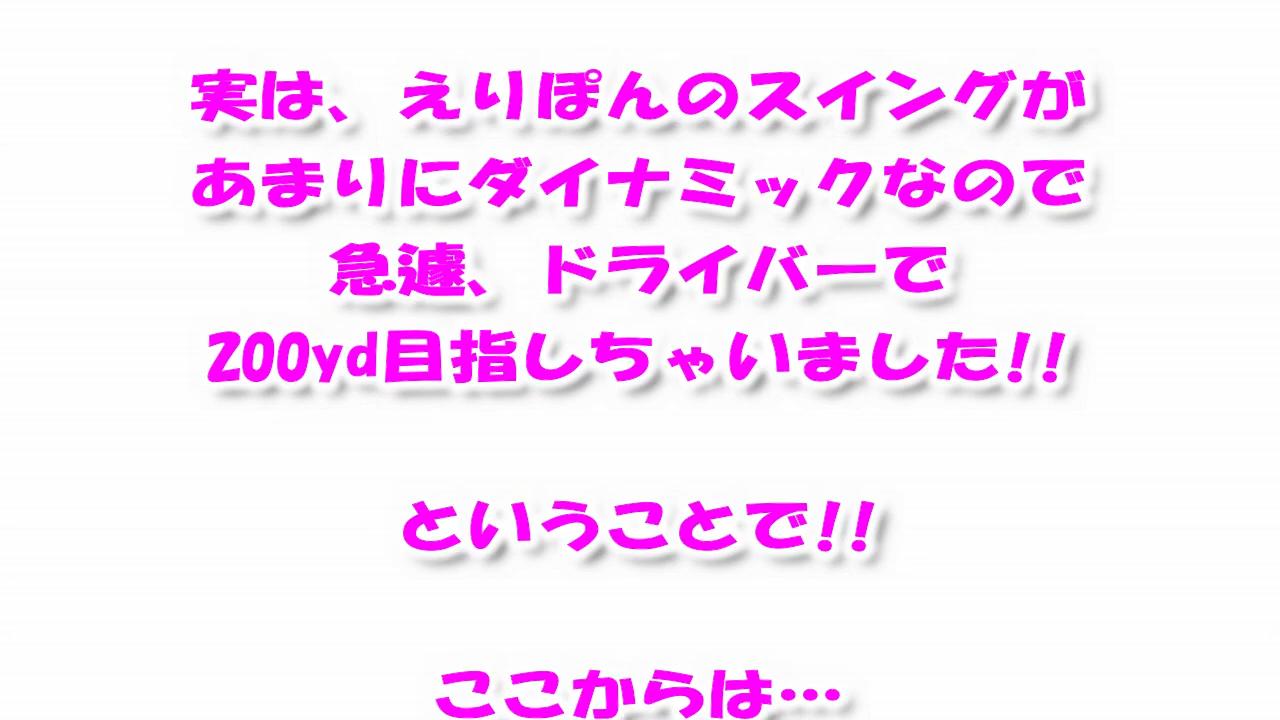 実は、えりぽんのスイングが
あまりにダイナミックなので
急遽、ドライバーで
200yd目指しちゃいました!!
ということで!!
ここからは…